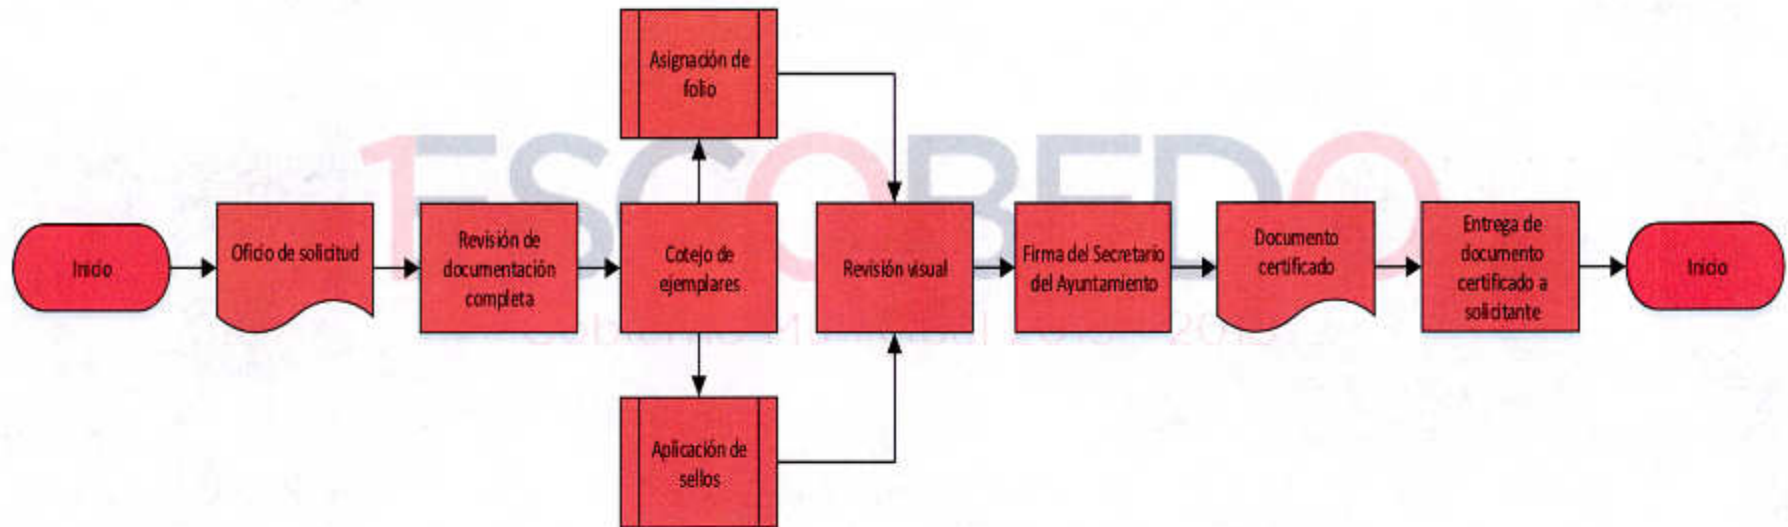 Asignación de
folio
1ESCOBEDO
Inicio
Oficio de solicitud
Revisión de
documentación
completa
Cotejo de
ejemplares
Revisión visual
Firma del Secretario
del Ayuntamiento
Documento
certificado
Entrega de
documento
certificado a
solicitante
Inicio
Aplicación de
sellos